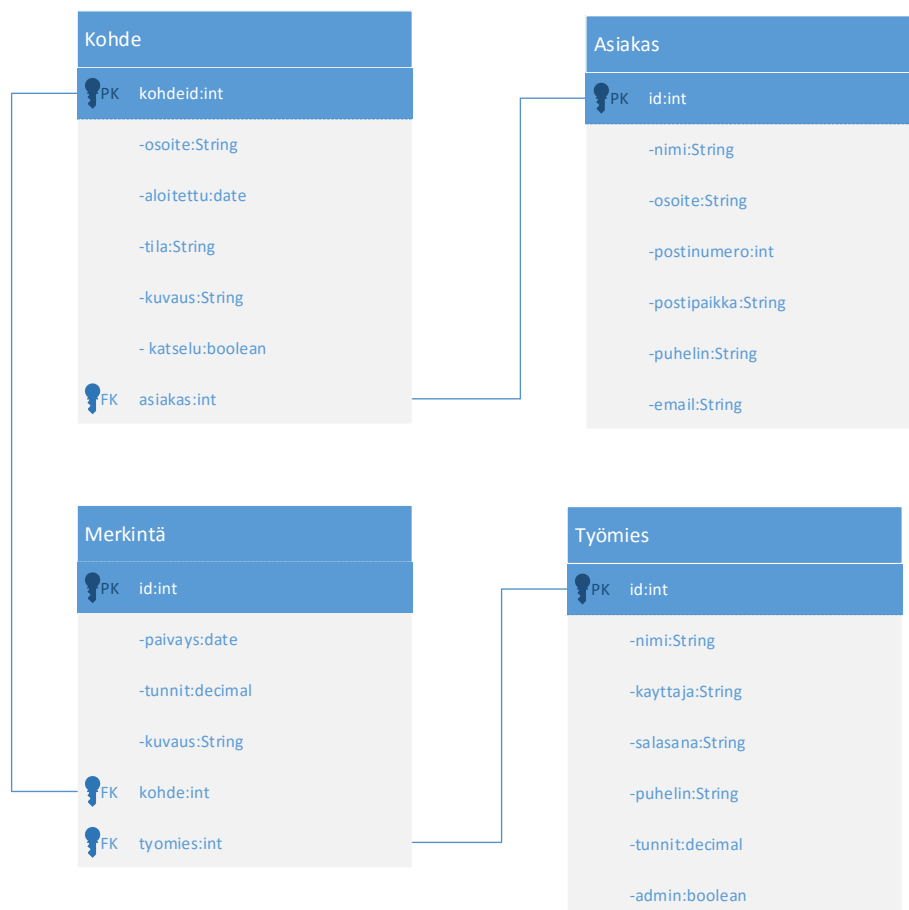 Kohde
PK kohdeid:int
-osoite:String
-aloitettu:date
-tila:String
-kuvaus:String
- katselu:boolean
FK asiakas:int
Asiakas
PK id:int
-nimi:String
-osoite:String
-postinumero:int
-postipaikka:String
-puhelin:String
-email:String
Merkintä
PK id:int
-paivays:date
-tunnit:decimal
-kuvaus:String
FK kohde:int
FK tyomies:int
Työmies
PK id:int
-nimi:String
-kayttaja:String
-salasana:String
-puhelin:String
-tunnit:decimal
-admin:boolean